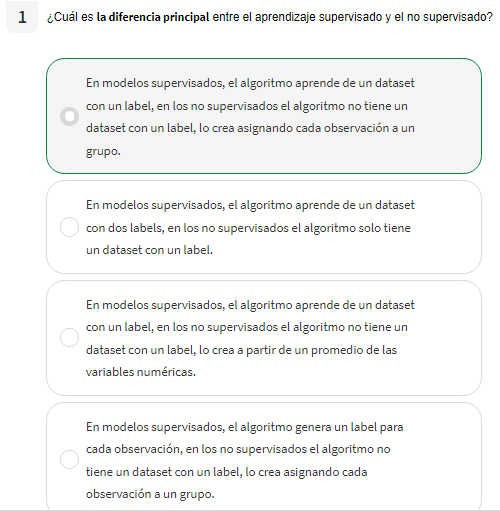 1 ¿Cuál es la diferencia principal entre el aprendizaje supervisado y el no supervisado?
En modelos supervisados, el algoritmo aprende de un dataset
con un label, en los no supervisados el algoritmo no tiene un
dataset con un label, lo crea asignando cada observación a un
grupo.
En modelos supervisados, el algoritmo aprende de un dataset
con dos labels, en los no supervisados el algoritmo solo tiene
un dataset con un label.
En modelos supervisados, el algoritmo aprende de un dataset
con un label, en los no supervisados el algoritmo no tiene un
dataset con un label, lo crea a partir de un promedio de las
variables numéricas.
En modelos supervisados, el algoritmo genera un label para
cada observación, en los no supervisados el algoritmo no
tiene un dataset con un label, lo crea asignando cada
observación a un grupo.